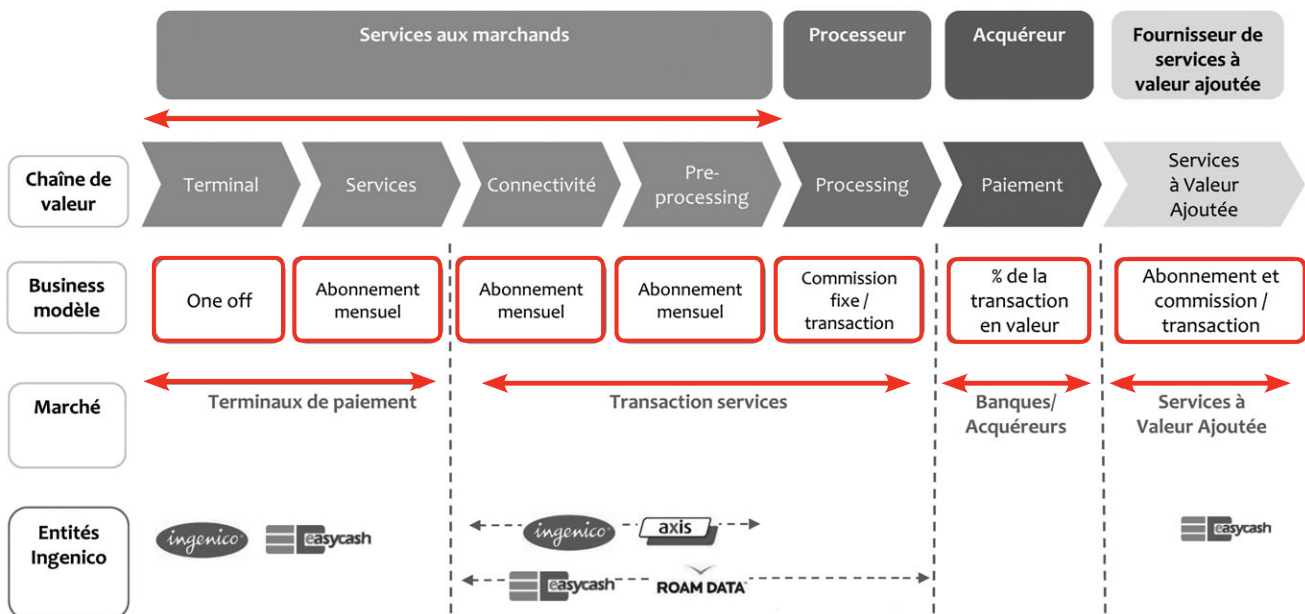 Services aux marchands
Processeur
Acquéreur
Fournisseur de
services à
valeur ajoutée
Chaîne de
valeur
Terminal
Services
Connectivité
Pre-
processing
Processing
Paiement
Services
à Valeur
Ajoutée
Business
modèle
One off
Abonnement
mensuel
Abonnement
mensuel
Abonnement
mensuel
Commission
fixe /
transaction
% de la
transaction
en valeur
Abonnement et
commission /
transaction
Marché
Terminaux de paiement
Transaction services
Banques/
Acquéreurs
Services à
Valeur Ajoutée
Entités
Ingenico
ingenico
easycash
ingenico
axis
easycash
ROAM DATA
easycash